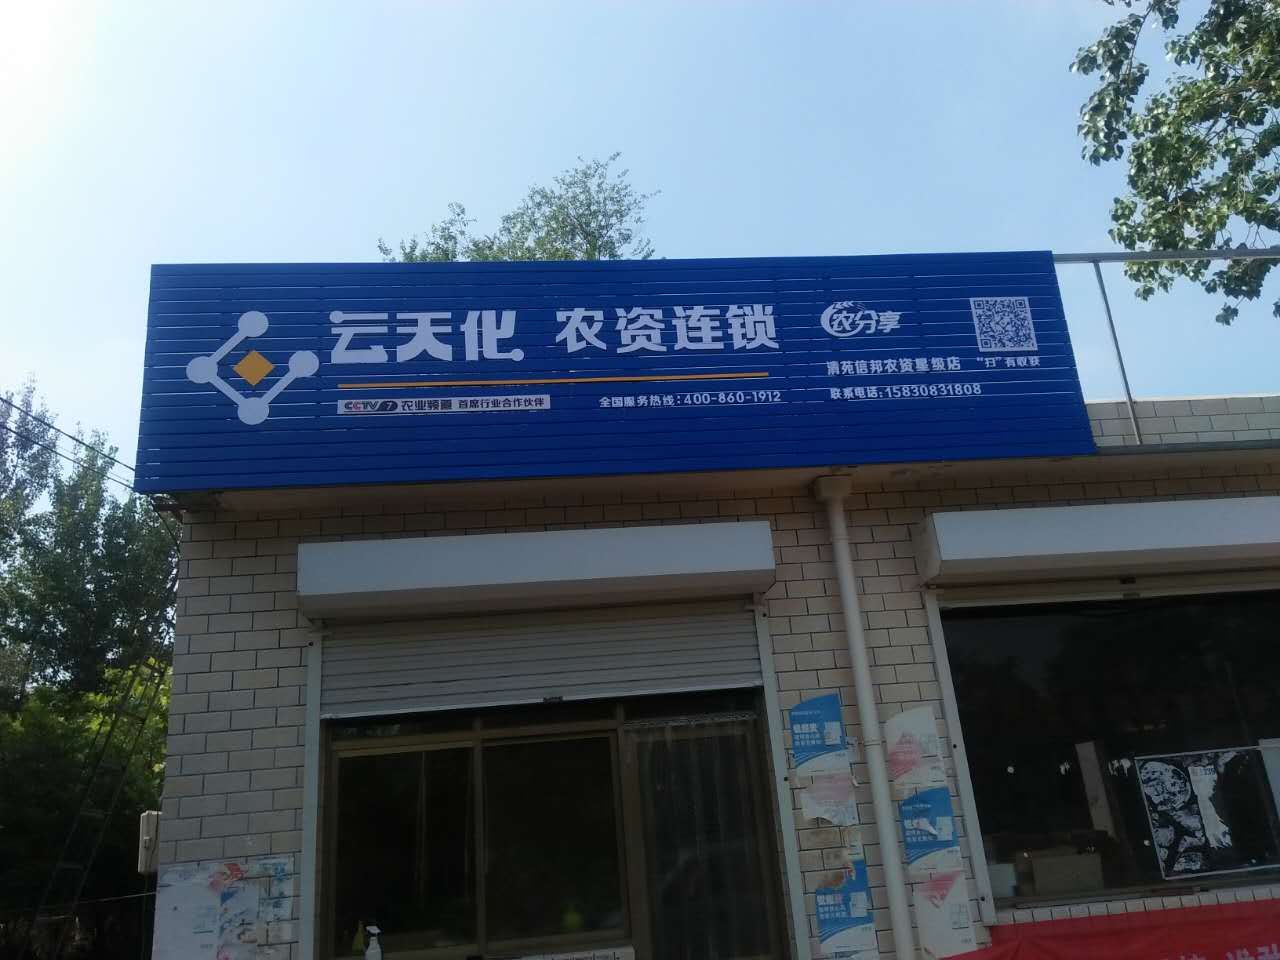 云天化 农资连锁
农分享
CCTV 7 农业频道 首席行业合作伙伴
全国服务热线:400-860-1912
清苑信邦农资星级店
"扫"有收获
联系电话:15830831808